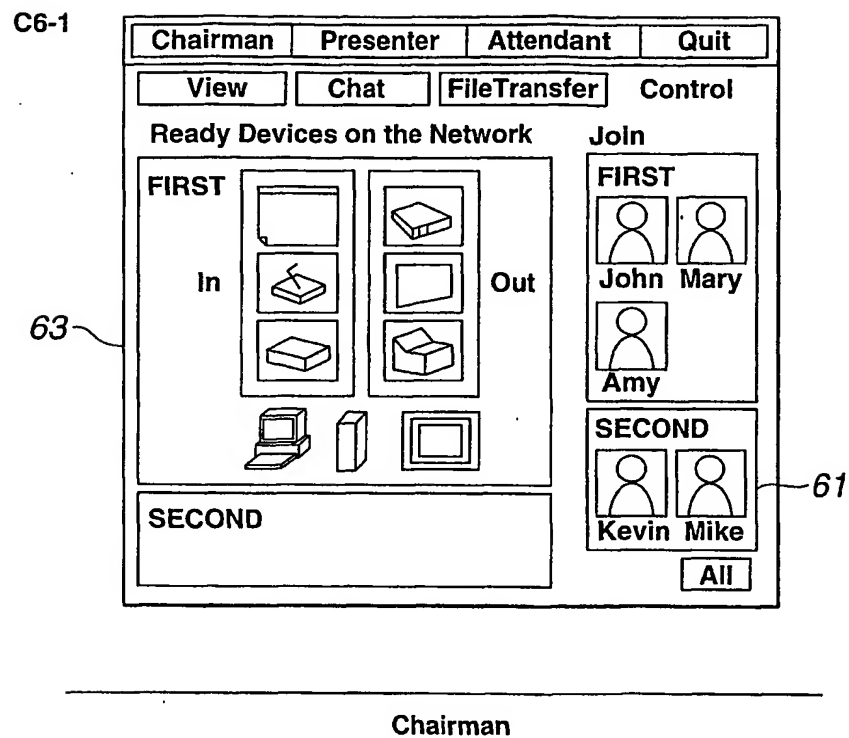 C6-1
Chairman Presenter Attendant Quit
View Chat FileTransfer Control
Ready Devices on the Network
Join
FIRST
In
Out
63
SECOND
FIRST
John Mary
Amy
SECOND
Kevin Mike
61
All
Chairman